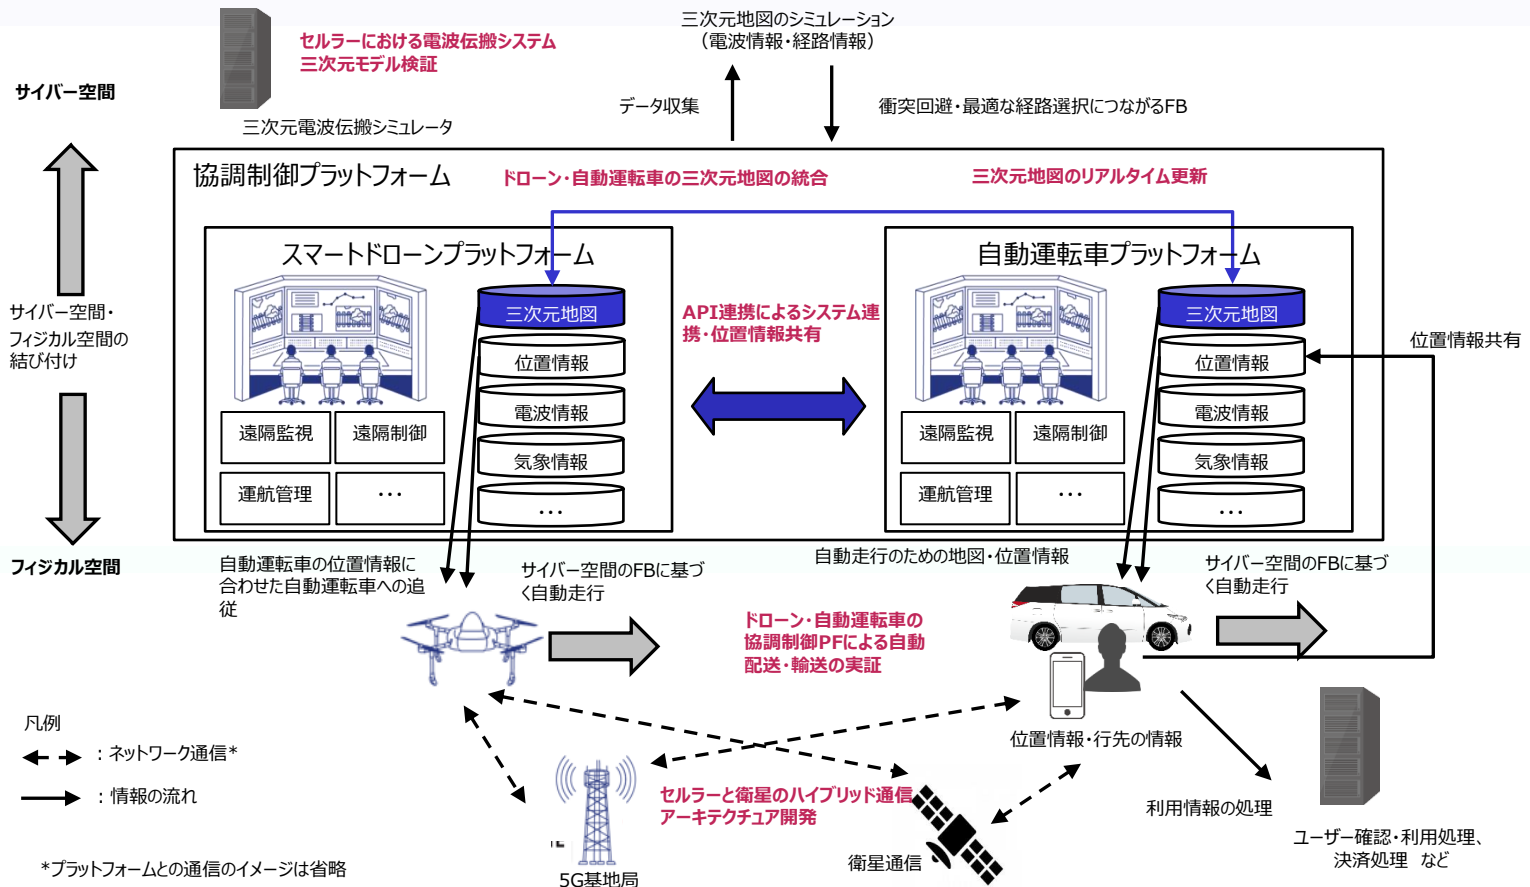 三次元地図のシミュレーション
（電波情報・経路情報）
セルラーにおける電波伝搬システム
三次元モデル検証
サイバー空間
データ収集
衝突回避・最適な経路選択につながるFB
三次元電波伝搬シミュレータ
協調制御プラットフォーム
ドローン・自動運転車の三次元地図の統合
三次元地図のリアルタイム更新
スマートドローンプラットフォーム
自動運転車プラットフォーム
三次元地図
位置情報
電波情報
気象情報
…
遠隔監視
遠隔制御
運航管理
…
API連携によるシステム連
携・位置情報共有
三次元地図
位置情報
電波情報
気象情報
…
遠隔監視
遠隔制御
運航管理
…
位置情報共有
サイバー空間・
フィジカル空間の
結び付け
フィジカル空間
自動運転車の位置情報に
合わせた自動運転車への追
従
サイバー空間のFBに基づ
く自動走行
自動走行のための地図・位置情報
サイバー空間のFBに基づ
く自動走行
ドローン・自動運転車の
協調制御PFによる自動
配送・輸送の実証
位置情報・行先の情報
凡例
：ネットワーク通信*
：情報の流れ
セルラーと衛星のハイブリッド通信
アーキテクチュア開発
利用情報の処理
ユーザー確認・利用処理、
決済処理 など
衛星通信
5G基地局
*プラットフォームとの通信のイメージは省略